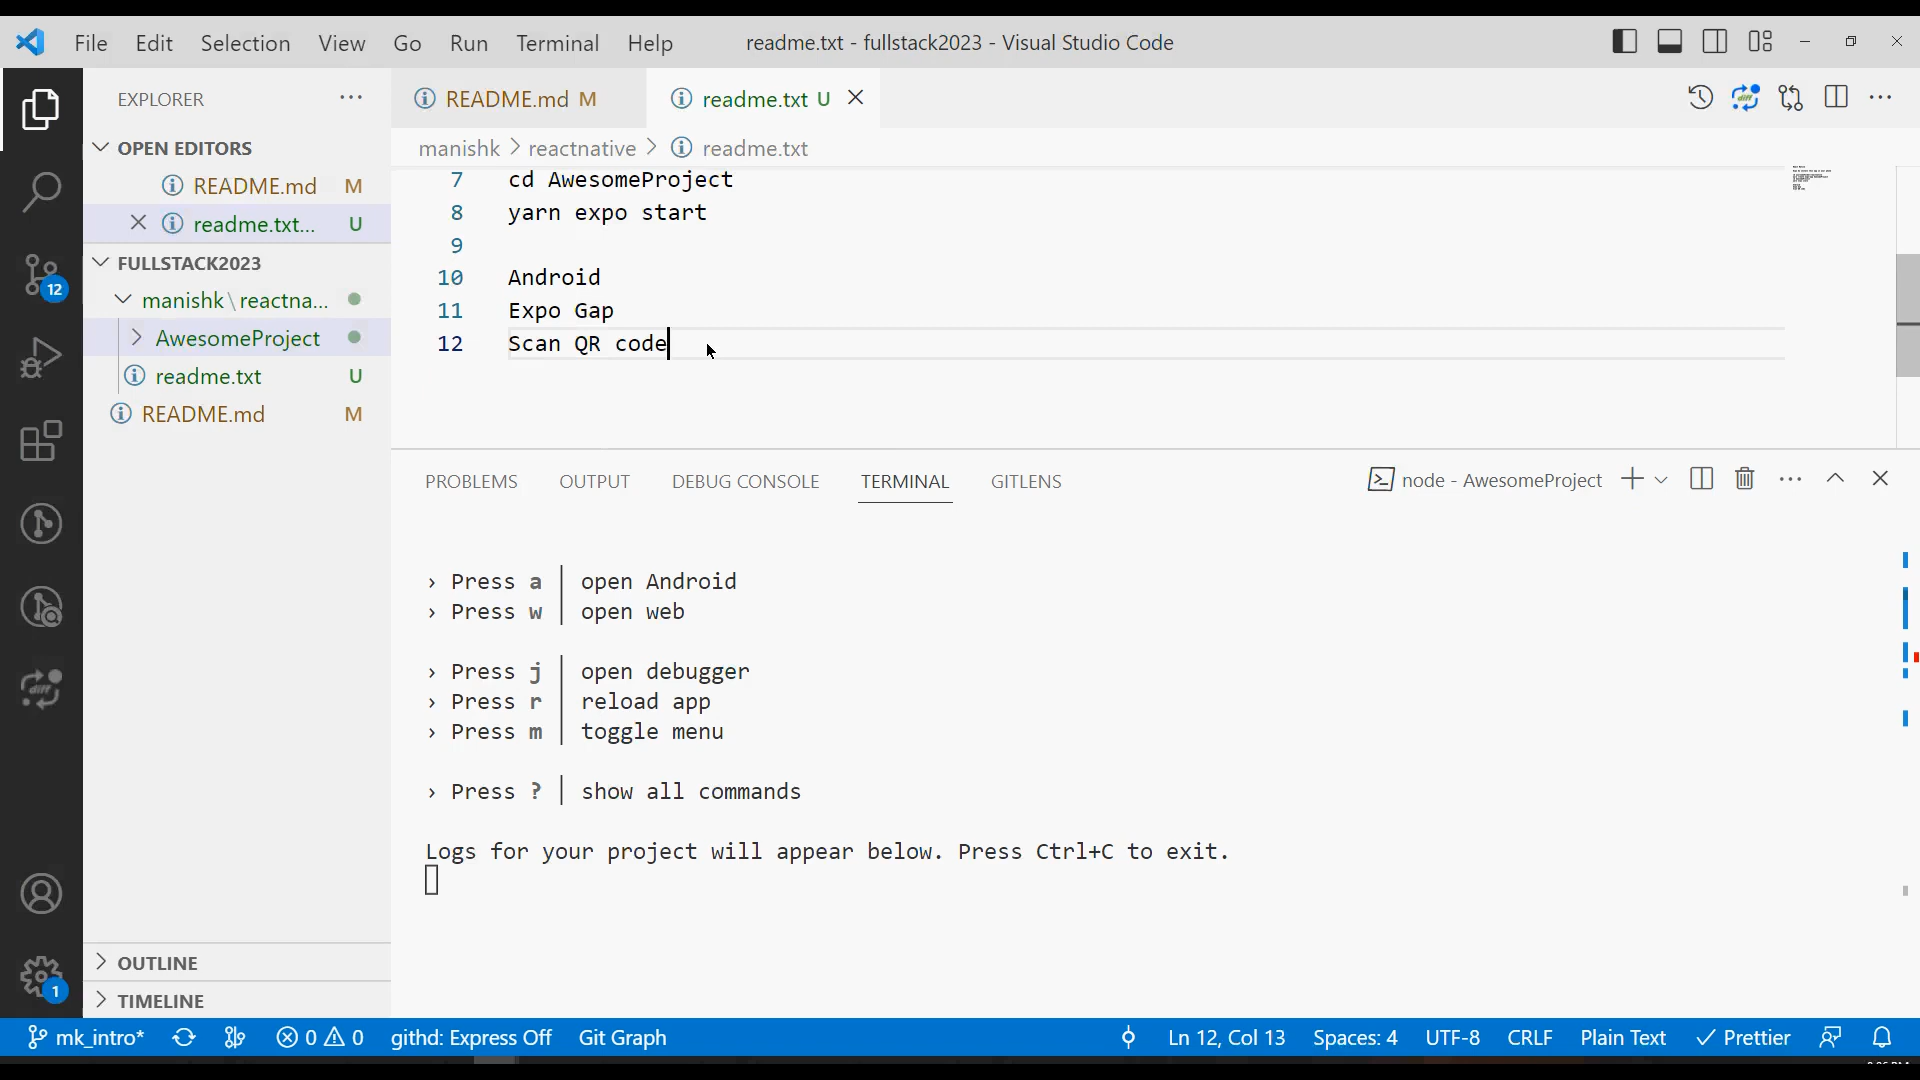 File Edit Selection View Go Run Terminal Help readme.txt - fullstack2023 - Visual Studio Code
EXPLORER
README.md M readme.txt U
OPEN EDITORS
README.md M
readme.txt... U
FULLSTACK2023
manishk\reactna...
AwesomeProject
readme.txt U
README.md M
12
OUTLINE
TIMELINE
1
manishk > reactnative > readme.txt
7 cd AwesomeProject
8 yarn expo start
9
10 Android
11 Expo Gap
12 Scan QR code
PROBLEMS OUTPUT DEBUG CONSOLE TERMINAL GITLENS node - AwesomeProject
› Press a │ open Android
› Press w │ open web
› Press j │ open debugger
› Press r │ reload app
› Press m │ toggle menu
› Press ? │ show all commands
Logs for your project will appear below. Press Ctrl+C to exit.
mk_intro* 0 0 githd: Express Off Git Graph Ln 12, Col 13 Spaces: 4 UTF-8 CRLF Plain Text Prettier